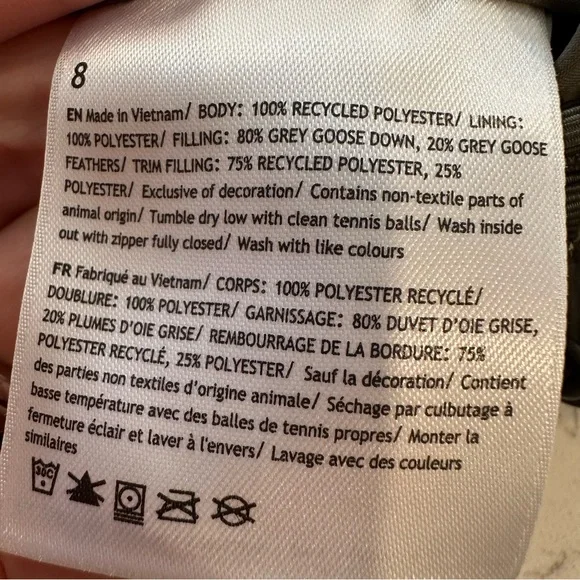 8
EN Made in Vietnam/ BODY: 100% RECYCLED POLYESTER/ LINING:
100% POLYESTER/ FILLING: 80% GREY GOOSE DOWN, 20% GREY GOOSE
FEATHERS/ TRIM FILLING: 75% RECYCLED POLYESTER, 25%
POLYESTER/ Exclusive of decoration/ Contains non-textile parts of
animal origin/ Tumble dry low with clean tennis balls/ Wash inside
out with zipper fully closed/ Wash with like colours
FR Fabriqué au Vietnam/ CORPS: 100% POLYESTER RECYCLÉ/
DOUBLURE: 100% POLYESTER/ GARNISSAGE: 80% DUVET D'OIE GRISE,
20% PLUMES D'OIE GRISE/ REMBOURRAGE DE LA BORDURE: 75%
POLYESTER RECYCLÉ, 25% POLYESTER/ Sauf la décoration/ Contient
des parties non textiles d'origine animale/ Séchage par culbutage à
basse température avec des balles de tennis propres/ Monter la
fermeture éclair et laver à l'envers/ Lavage avec des couleurs
similaires
30C